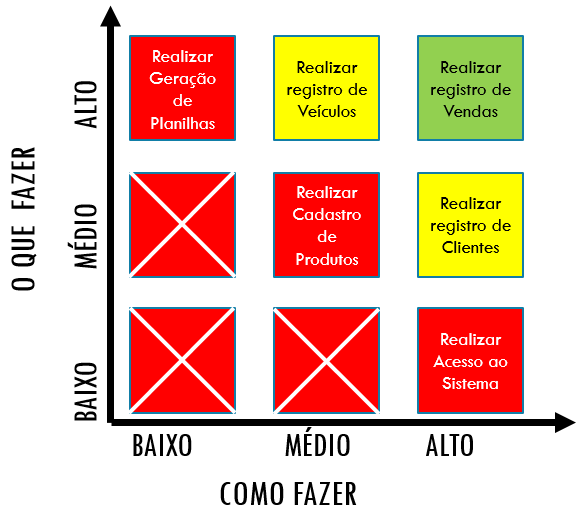 O QUE FAZER
ALTO
Realizar
Geração
de
Planilhas
Realizar
registro de
Veículos
Realizar
registro de
Vendas
MÉDIO
Realizar
Cadastro
de
Produtos
Realizar
registro de
Clientes
BAIXO
Realizar
Acesso ao
Sistema
BAIXO
MÉDIO
ALTO
COMO FAZER